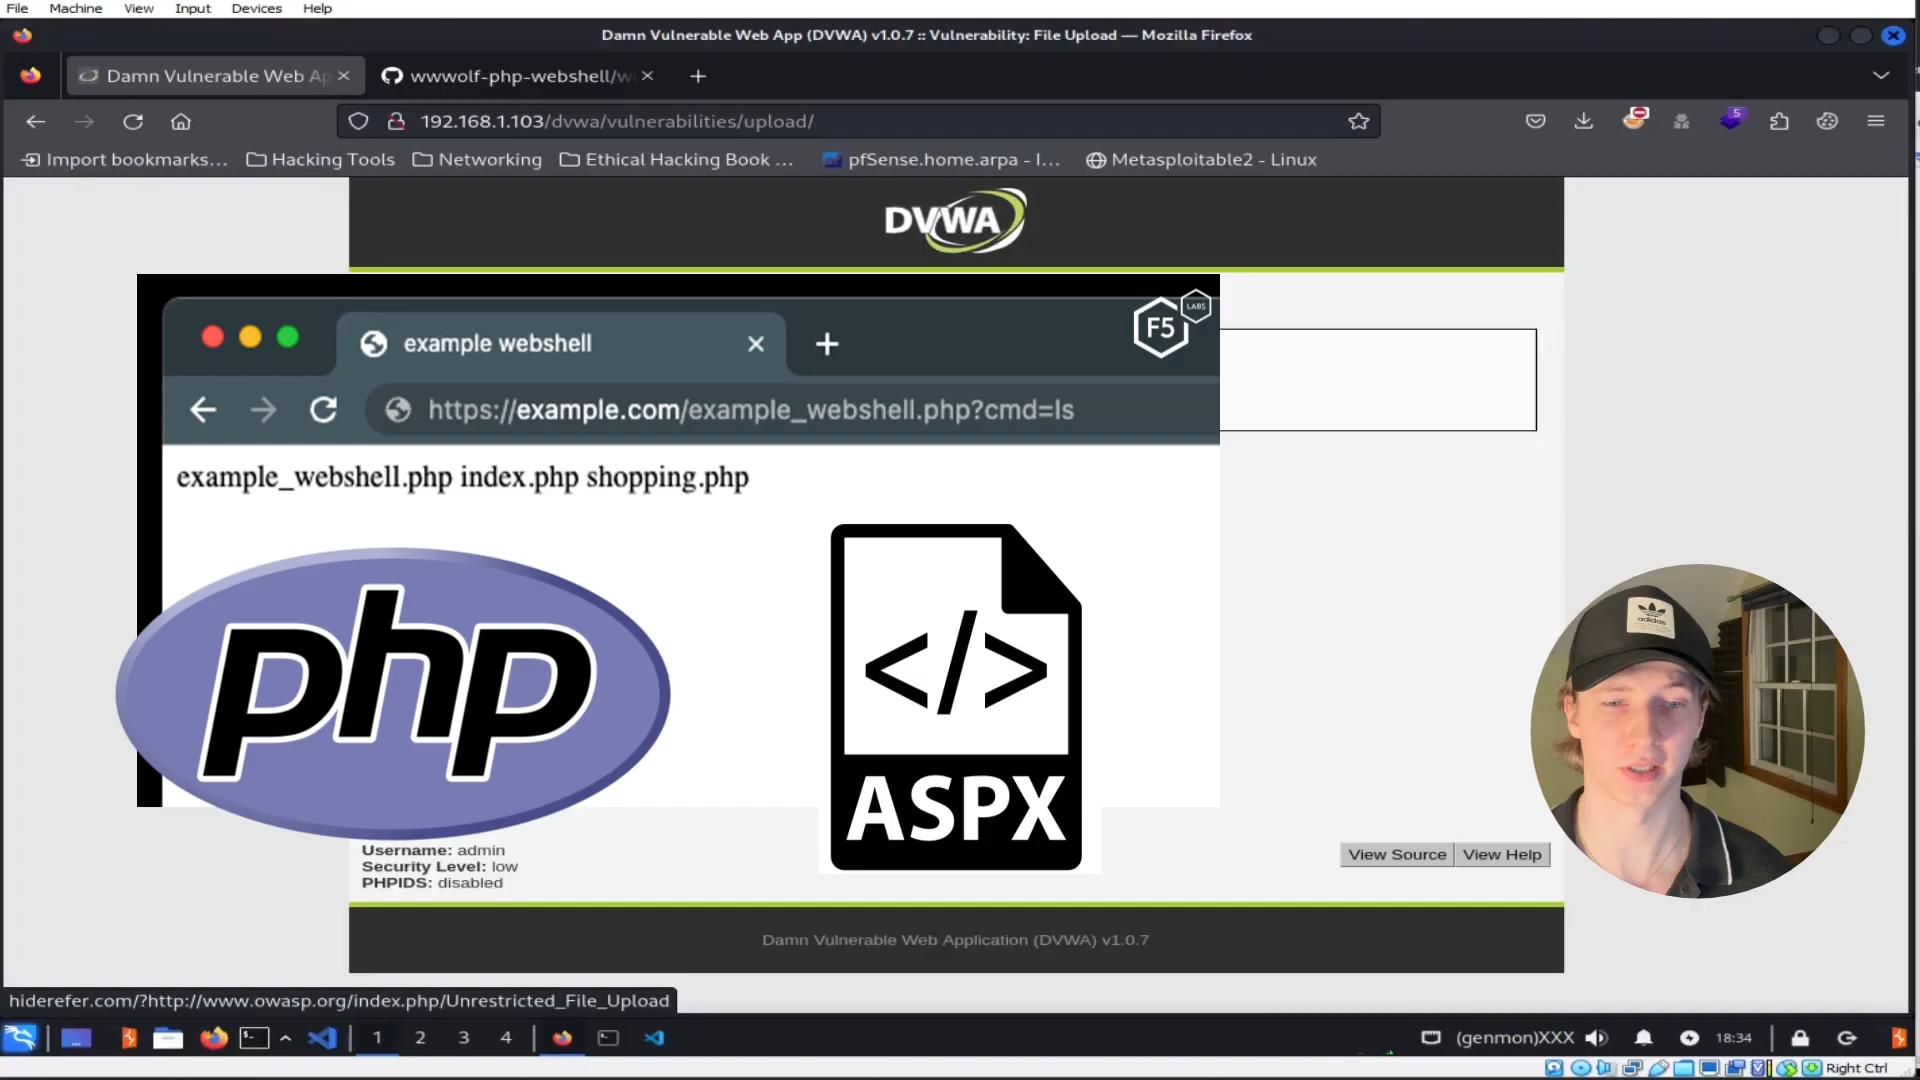 File Machine View Input Devices Help
Damn Vulnerable Web App (DVWA) v1.0.7 :: Vulnerability: File Upload — Mozilla Firefox
Damn Vulnerable Web Ap
wwwolf-php-webshell/w
5
192.168.1.103/dvwa/vulnerabilities/upload/
Import bookmarks... Hacking Tools Networking Ethical Hacking Book ... pfSense.home.arpa - I... Metasploitable2 - Linux
DVWA
LABS
F5
example webshell
https://example.com/example_webshell.php?cmd=ls
example_webshell.php index.php shopping.php
php
</>
ASPX
adidas
Username: admin
Security Level: low
PHPIDS: disabled
View Source View Help
Damn Vulnerable Web Application (DVWA) v1.0.7
hiderefer.com/?http://www.owasp.org/index.php/Unrestricted_File_Upload
1 2 3 4
(genmon)XXX 18:34
Right Ctrl